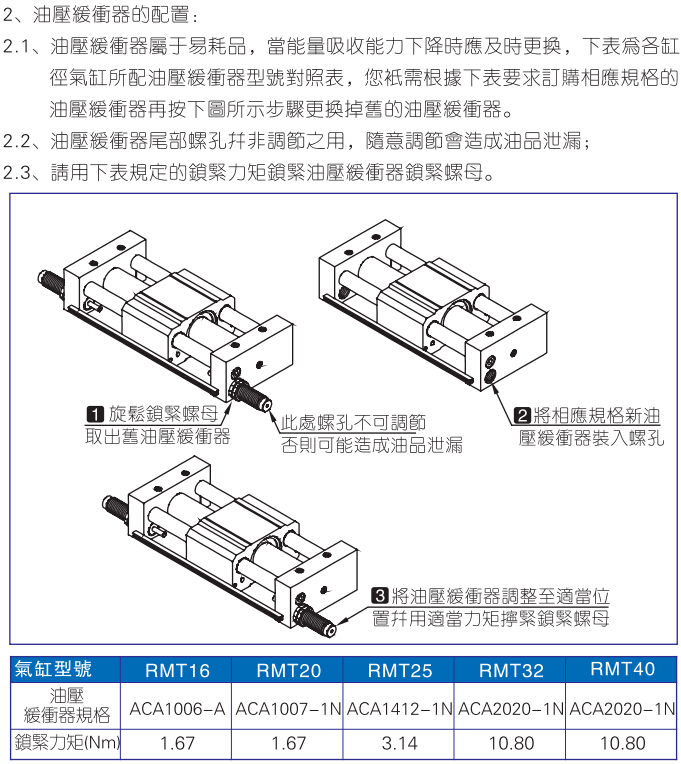 2、油壓緩衝器的配置:
2.1、油壓緩衝器屬于易耗品，當能量吸收能力下降時應及時更換，下表爲各缸
徑氣缸所配油壓緩衝器型號對照表，您衹需根據下表要求訂購相應規格的
油壓緩衝器再按下圖所示步驟更換掉舊的油壓緩衝器。
2.2、油壓緩衝器尾部螺孔幷非調節之用，隨意調節會造成油品泄漏;
2.3、請用下表規定的鎖緊力矩鎖緊油壓緩衝器鎖緊螺母。
1 旋鬆鎖緊螺母
取出舊油壓緩衝器
此處螺孔不可調節
否則可能造成油品泄漏
2 將相應規格新油
壓緩衝器裝入螺孔
3 將油壓緩衝器調整至適當位
置幷用適當力矩擰緊鎖緊螺母
氣缸型號 RMT16 RMT20 RMT25 RMT32 RMT40
油壓
緩衝器規格 ACA1006-A ACA1007-1N ACA1412-1N ACA2020-1N ACA2020-1N
鎖緊力矩(Nm) 1.67 1.67 3.14 10.80 10.80